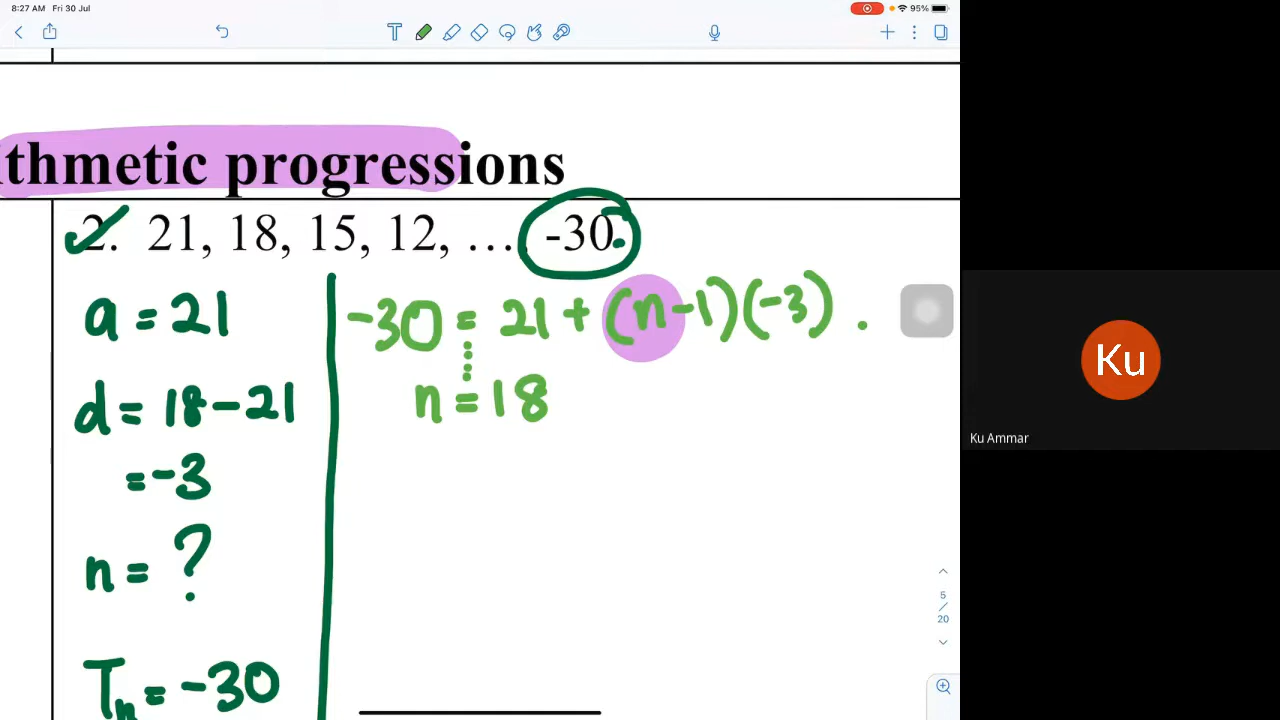 8:27 AM Fri 30 Jul
95%
ithmetic progressions
2. 21, 18, 15, 12, …, -30.
a = 21
-30 = 21 + (n-1)(-3).
n = 18
d = 18 - 21
= -3
n = ?
Tn = -30
5
/
20
Ku
Ku Ammar